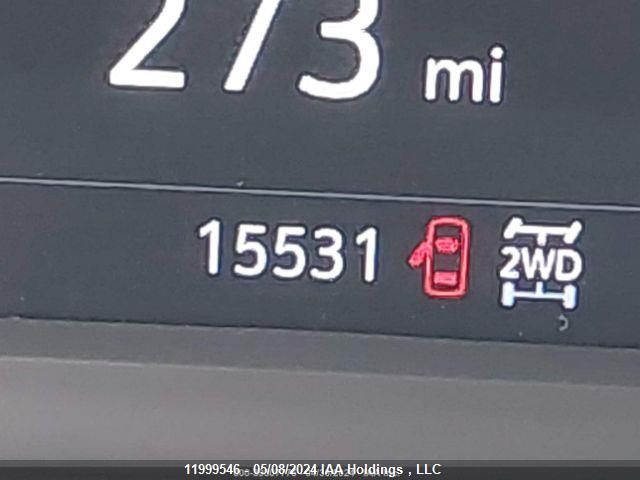 273 mi
15531 2WD
11999546 - 05/08/2024 IAA Holdings , LLC